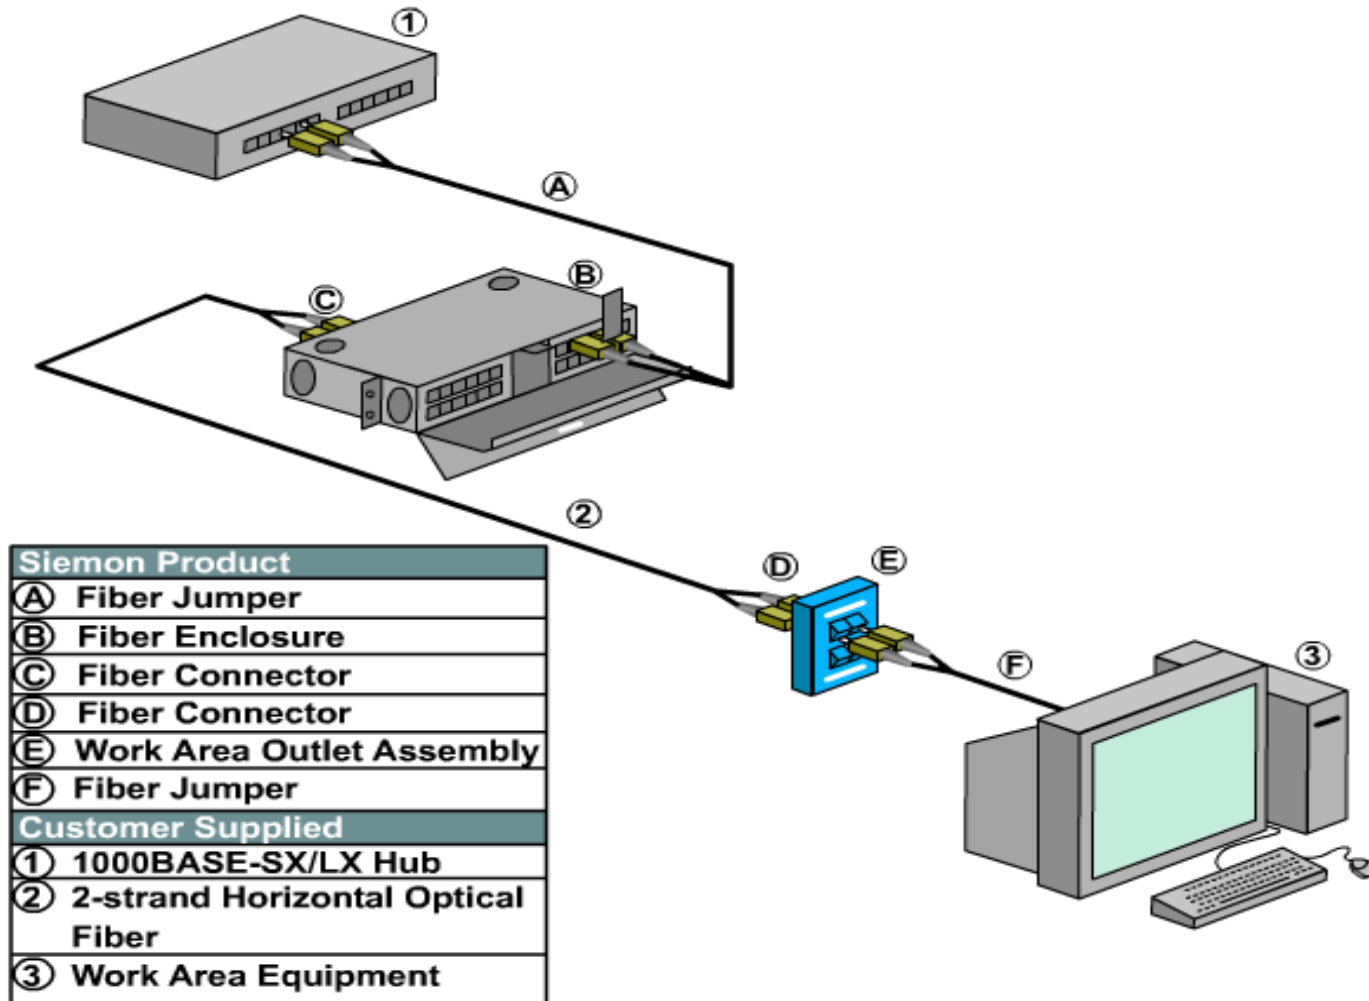 ①
Ⓐ
Ⓑ
Ⓒ
②
Ⓓ
Ⓔ
Ⓕ
③
Siemon Product
Ⓐ Fiber Jumper
Ⓑ Fiber Enclosure
Ⓒ Fiber Connector
Ⓓ Fiber Connector
Ⓔ Work Area Outlet Assembly
Ⓕ Fiber Jumper
Customer Supplied
① 1000BASE-SX/LX Hub
② 2-strand Horizontal Optical
Fiber
③ Work Area Equipment